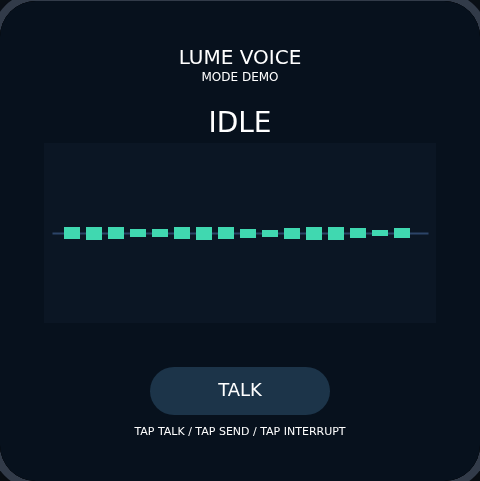 LUME VOICE
MODE DEMO
IDLE
TALK
TAP TALK / TAP SEND / TAP INTERRUPT